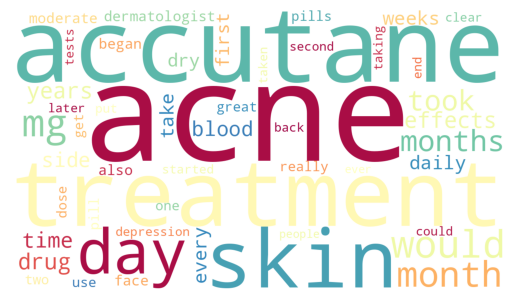 moderate dermatologist pills weeks clear
accutane
tests began dry first second taking end
years later acne took
mg get take blood great back taken effects
months
side also really daily
treatment
started
dose one
time day depression every skin people could would
drug face month
two use